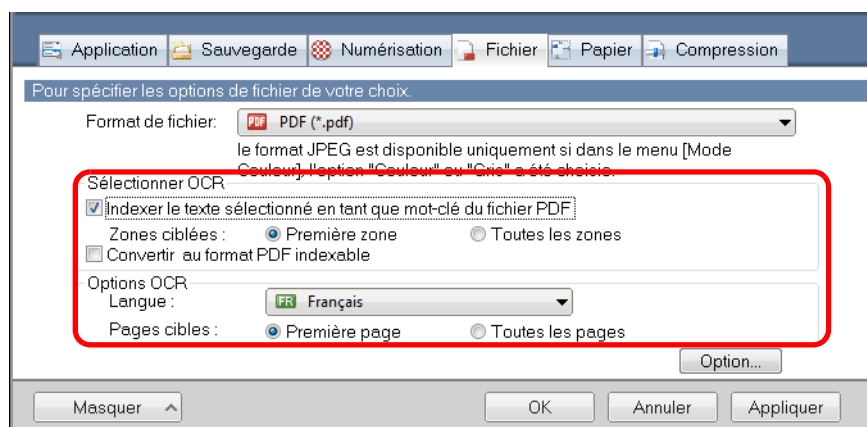 Application Sauvegarde Numérisation Fichier Papier Compression
Pour spécifier les options de fichier de votre choix.
Format de fichier: PDF PDF (*.pdf)
le format JPEG est disponible uniquement si dans le menu [Mode
Couleur], l'option "Couleur" ou "Gris" a été choisie.
Sélectionner OCR
Indexer le texte sélectionné en tant que mot-clé du fichier PDF
Zones ciblées : Première zone Toutes les zones
Convertir au format PDF indexable
Options OCR
Langue : FR Français
Pages cibles : Première page Toutes les pages
Option...
Masquer OK Annuler Appliquer